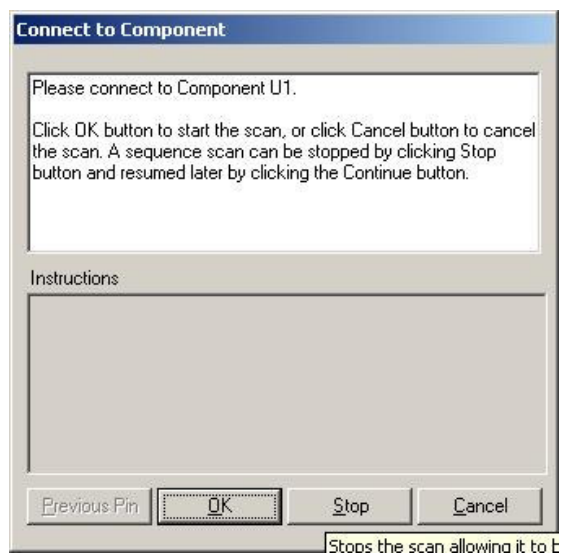 Connect to Component
Please connect to Component U1.
Click OK button to start the scan, or click Cancel button to cancel
the scan. A sequence scan can be stopped by clicking Stop
button and resumed later by clicking the Continue button.
Instructions
Previous Pin OK Stop Cancel
Stops the scan allowing it to